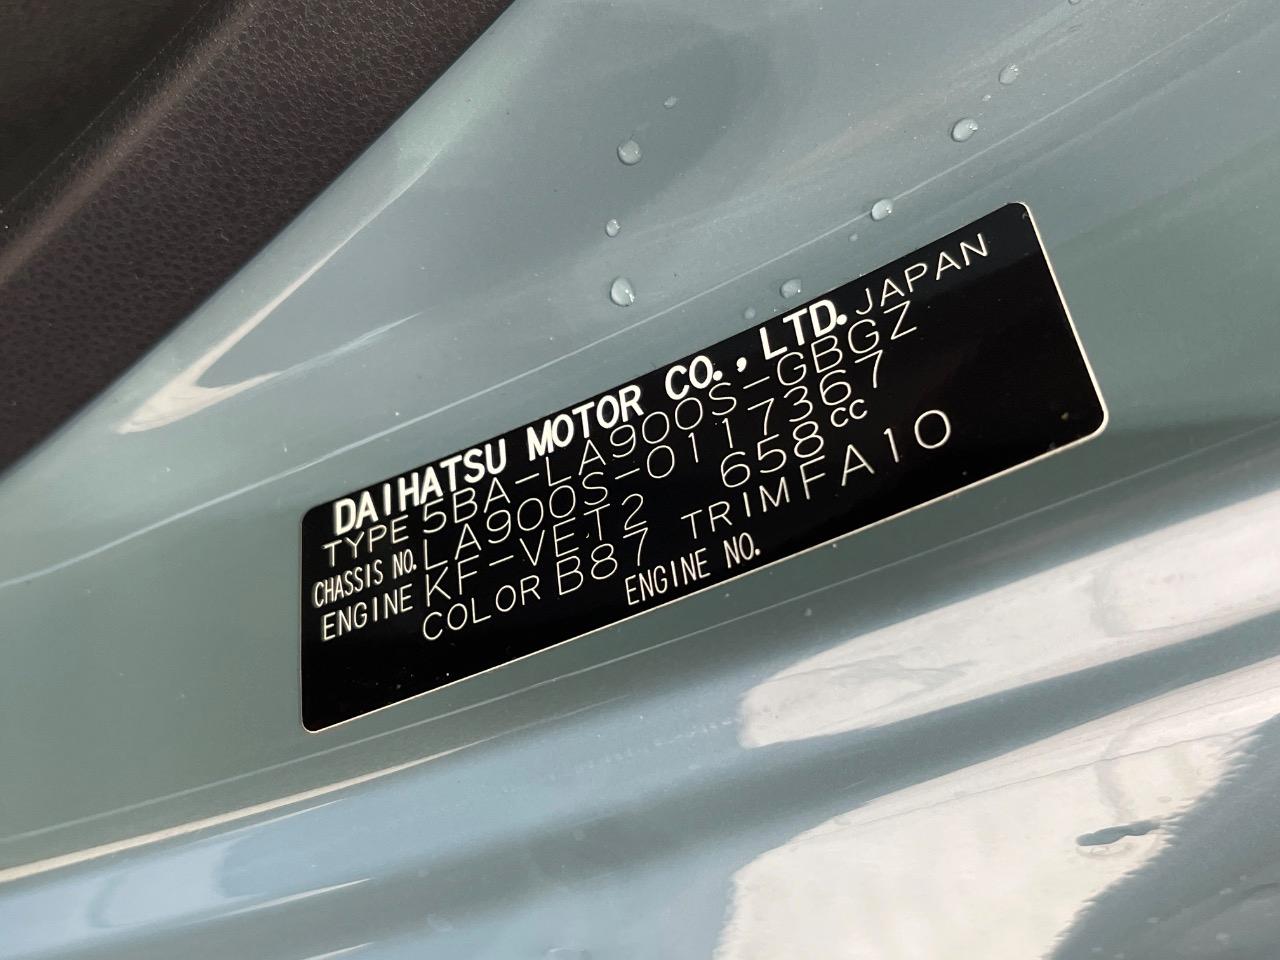 DAIHATSU MOTOR CO., LTD. JAPAN
TYPE 5BA-LA900S-GBGZ
CHASSIS NO. LA900S-0117367
ENGINE KF-VET2 658cc
COLOR B87 TRIM FA10
ENGINE NO.